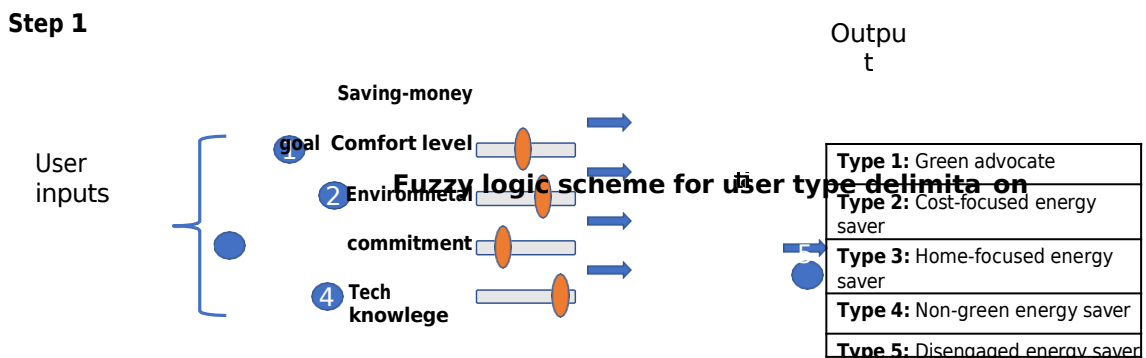 Step 1
Outpu
t
Saving-money
goal Comfort level
1
User
inputs
Fuzzy logic scheme for user type delimita on
ti
2
Environmetal
commitment
4
Tech
knowlege
5
Type 1: Green advocate
Type 2: Cost-focused energy
saver
Type 3: Home-focused energy
saver
Type 4: Non-green energy saver
Type 5: Disengaged energy saver